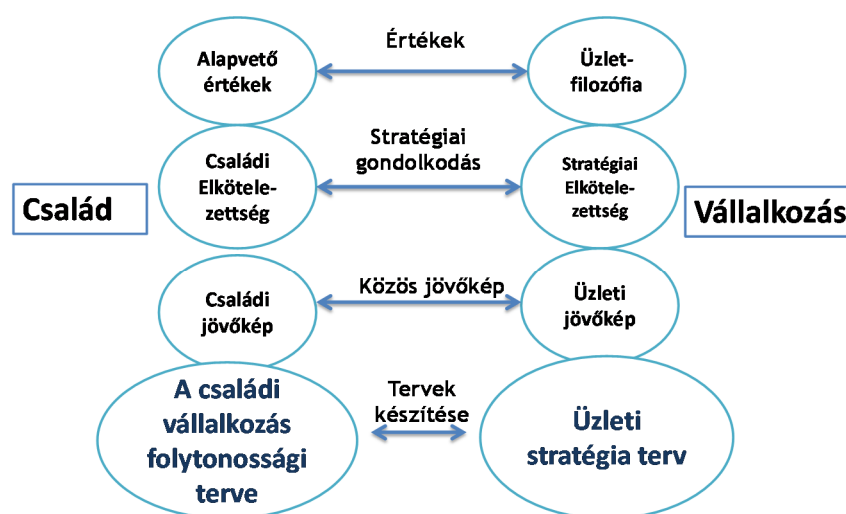 Alapvető
értékek
Értékek
Üzlet-
filozófia
Családi
Elkötele-
zettség
Stratégiai
gondolkodás
Stratégiai
Elkötele-
zettség
Család
Vállalkozás
Családi
jövőkép
Közös jövőkép
Üzleti
jövőkép
A családi
vállalkozás
folytonossági
terve
Tervek
készítése
Üzleti
stratégia terv